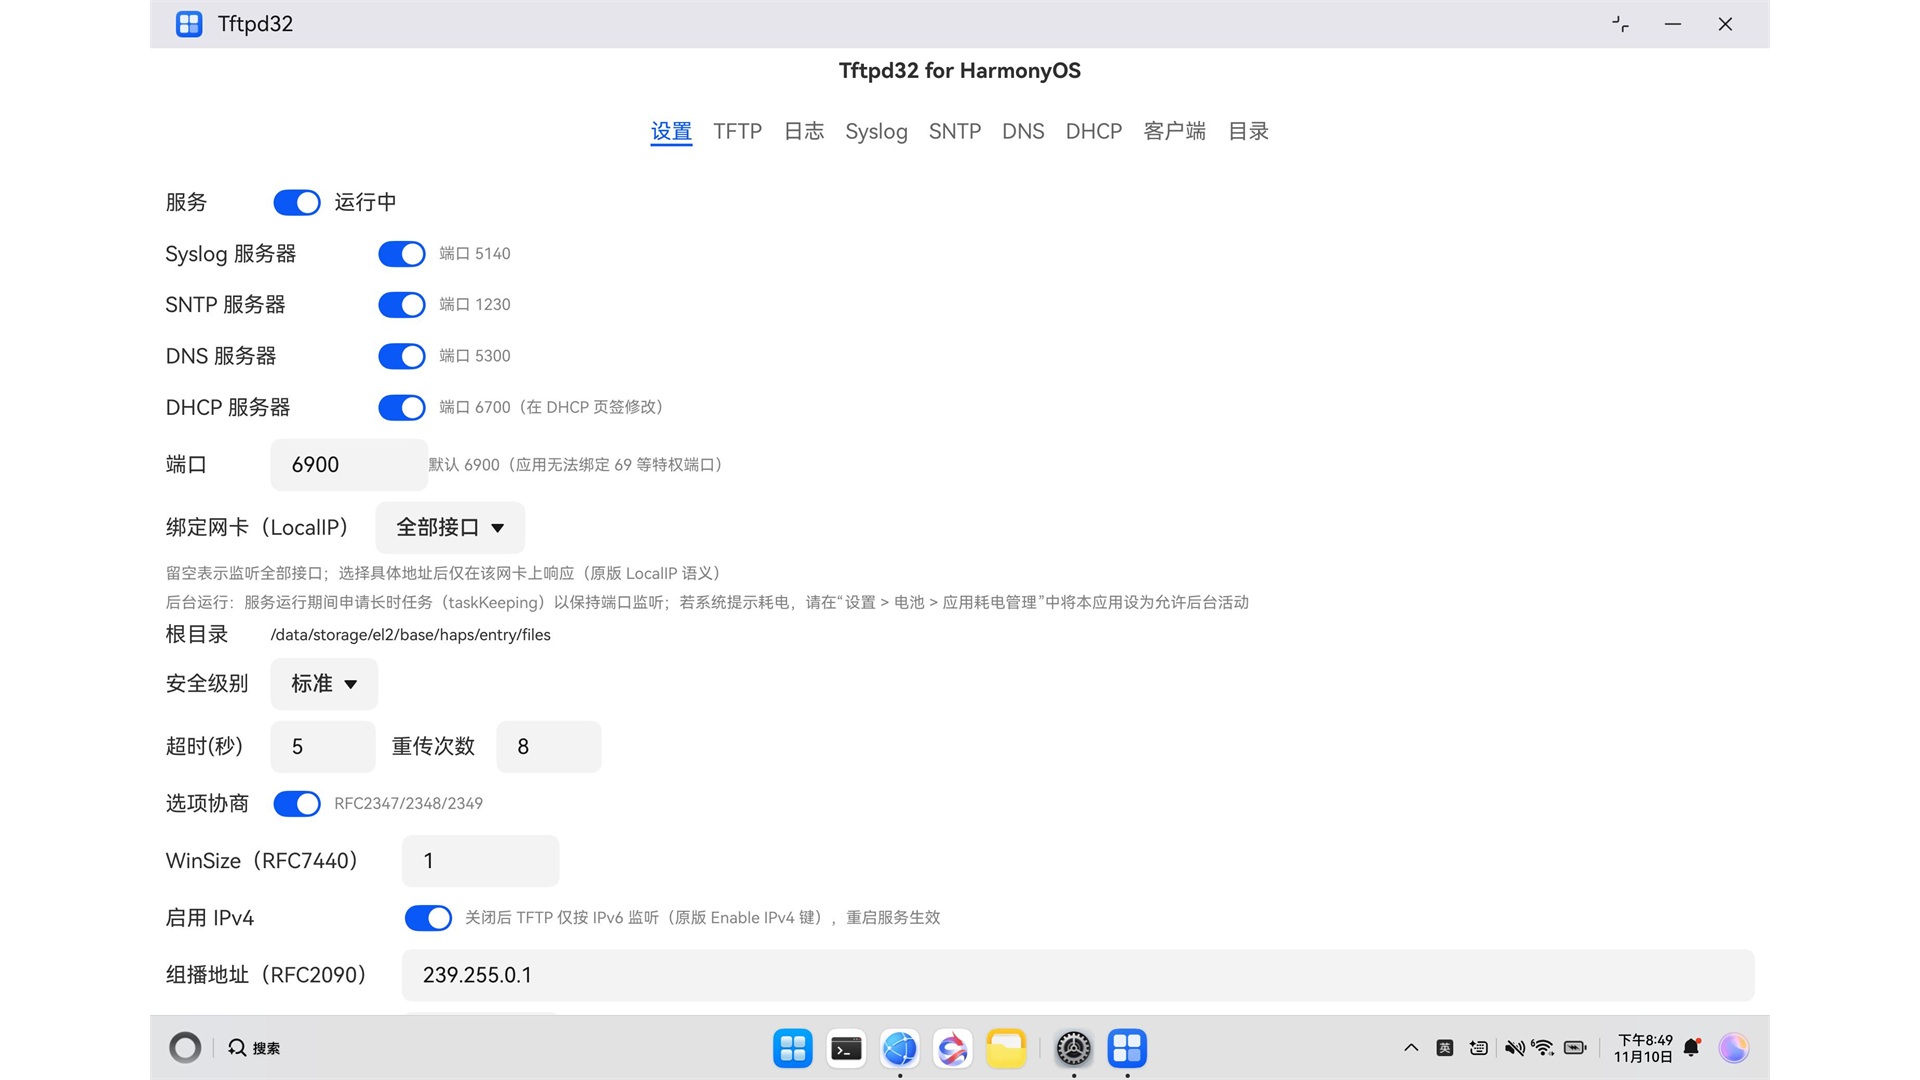 Tftpd32
Tftpd32 for HarmonyOS
设置 TFTP 日志 Syslog SNTP DNS DHCP 客户端 目录
服务 运行中
Syslog 服务器 端口 5140
SNTP 服务器 端口 1230
DNS 服务器 端口 5300
DHCP 服务器 端口 6700（在 DHCP 页签修改）
端口 6900 默认 6900（应用无法绑定 69 等特权端口）
绑定网卡（LocalIP） 全部接口
留空表示监听全部接口；选择具体地址后仅在该网卡上响应（原版 LocalIP 语义）
后台运行：服务运行期间申请长时任务（taskKeeping）以保持端口监听；若系统提示耗电，请在“设置 > 电池 > 应用耗电管理”中将本应用设为允许后台活动
根目录 /data/storage/el2/base/haps/entry/files
安全级别 标准
超时(秒) 5 重传次数 8
选项协商 RFC2347/2348/2349
WinSize（RFC7440） 1
启用 IPv4 关闭后 TFTP 仅按 IPv6 监听（原版 Enable IPv4 键），重启服务生效
组播地址（RFC2090） 239.255.0.1
搜索 英 下午8:49
11月10日